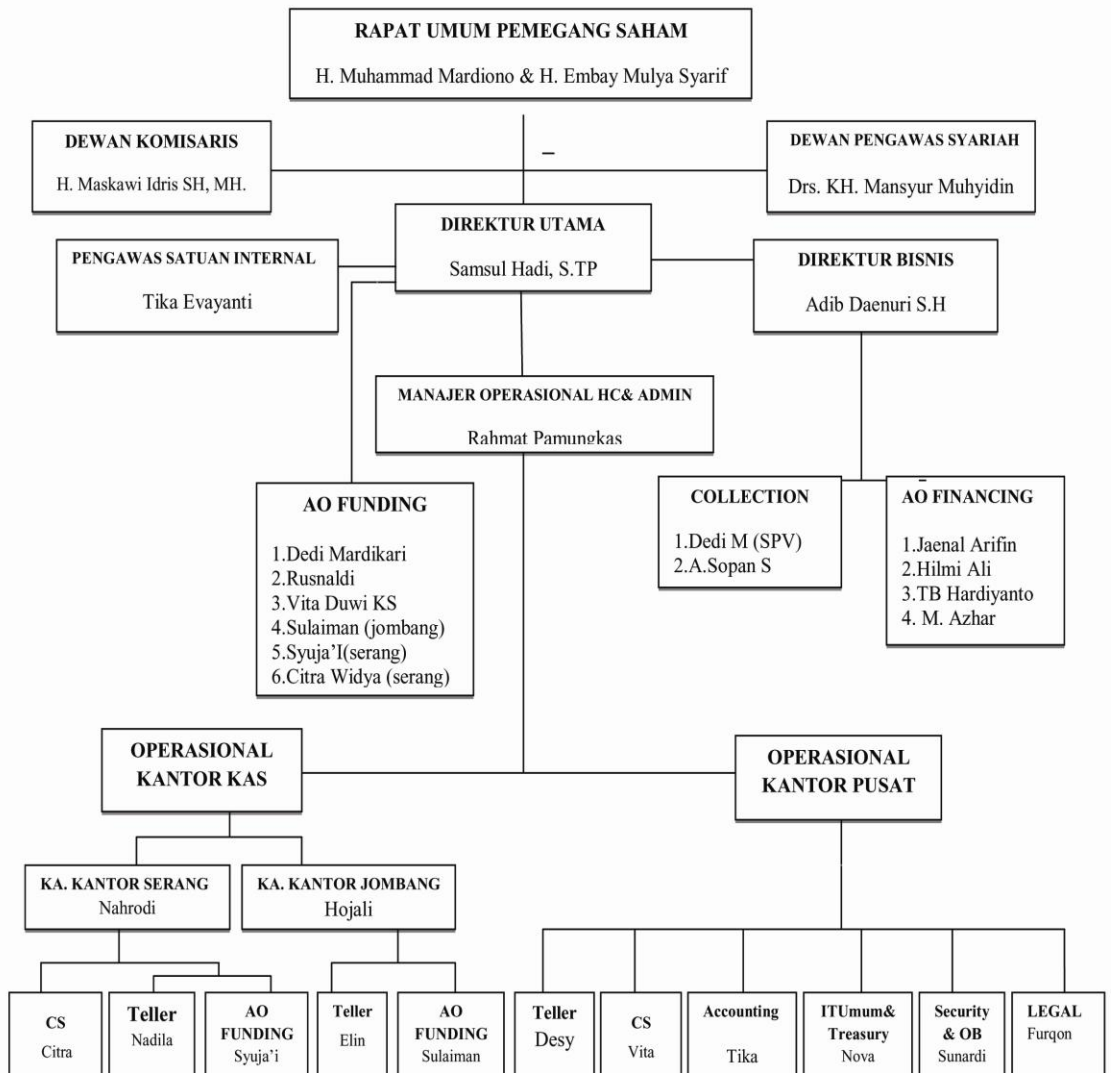 RAPAT UMUM PEMEGANG SAHAM
H. Muhammad Mardiono & H. Embay Mulya Syarif
DEWAN KOMISARIS
H. Maskawi Idris SH, MH.
DEWAN PENGAWAS SYARIAH
Drs. KH. Mansyur Muhyidin
DIREKTUR UTAMA
Samsul Hadi, S.TP
PENGAWAS SATUAN INTERNAL
Tika Evayanti
DIREKTUR BISNIS
Adib Daenuri S.H
MANAJER OPERASIONAL HC& ADMIN
Rahmat Pamungkas
AO FUNDING
1.Dedi Mardikari
2.Rusnaldi
3.Vita Duwi KS
4.Sulaiman (jombang)
5.Syuja’I(serang)
6.Citra Widya (serang)
COLLECTION
1.Dedi M (SPV)
2.A.Sopan S
AO FINANCING
1.Jaenal Arifin
2.Hilmi Ali
3.TB Hardiyanto
4. M. Azhar
OPERASIONAL
KANTOR KAS
OPERASIONAL
KANTOR PUSAT
KA. KANTOR SERANG
Nahrodi
KA. KANTOR JOMBANG
Hojali
CS
Citra
Teller
Nadila
AO
FUNDING
Syuja’i
Teller
Elin
AO
FUNDING
Sulaiman
Teller
Desy
CS
Vita
Accounting
Tika
ITUmum&
Treasury
Nova
Security
& OB
Sunardi
LEGAL
Furqon